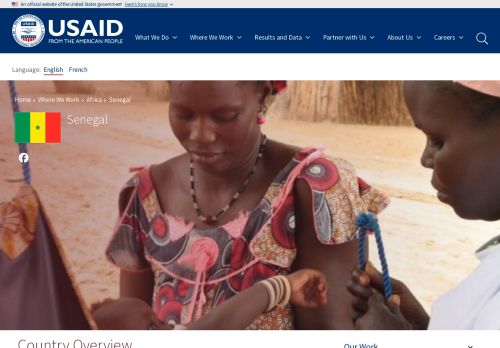 An official website of the United States government Here's how you know
USAID
FROM THE AMERICAN PEOPLE
What We Do
Where We Work
Results and Data
Partner with Us
About Us
Careers
Language: English French
Home › Where We Work › Africa › Senegal
Senegal
Country Overview
Our Work